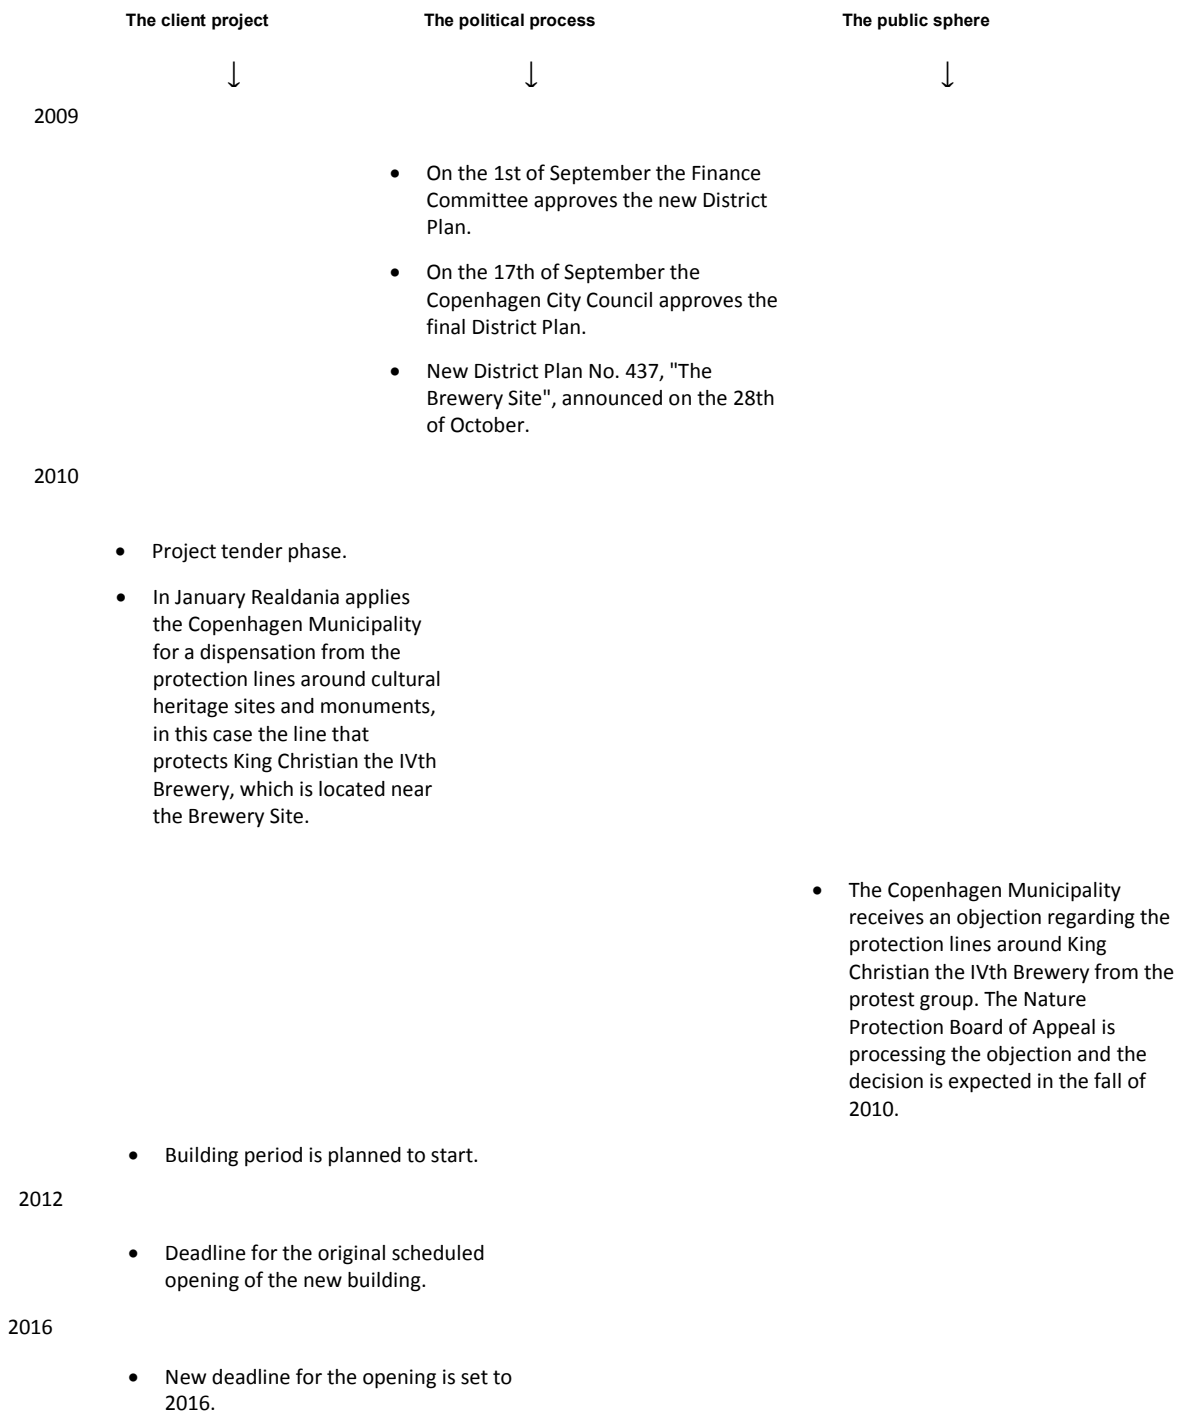 The client project
The political process
The public sphere
↓
↓
↓
2009
• On the 1st of September the Finance
Committee approves the new District
Plan.
• On the 17th of September the
Copenhagen City Council approves the
final District Plan.
• New District Plan No. 437, "The
Brewery Site", announced on the 28th
of October.
2010
• Project tender phase.
• In January Realdania applies
the Copenhagen Municipality
for a dispensation from the
protection lines around cultural
heritage sites and monuments,
in this case the line that
protects King Christian the IVth
Brewery, which is located near
the Brewery Site.
• The Copenhagen Municipality
receives an objection regarding the
protection lines around King
Christian the IVth Brewery from the
protest group. The Nature
Protection Board of Appeal is
processing the objection and the
decision is expected in the fall of
2010.
• Building period is planned to start.
2012
• Deadline for the original scheduled
opening of the new building.
2016
• New deadline for the opening is set to
2016.